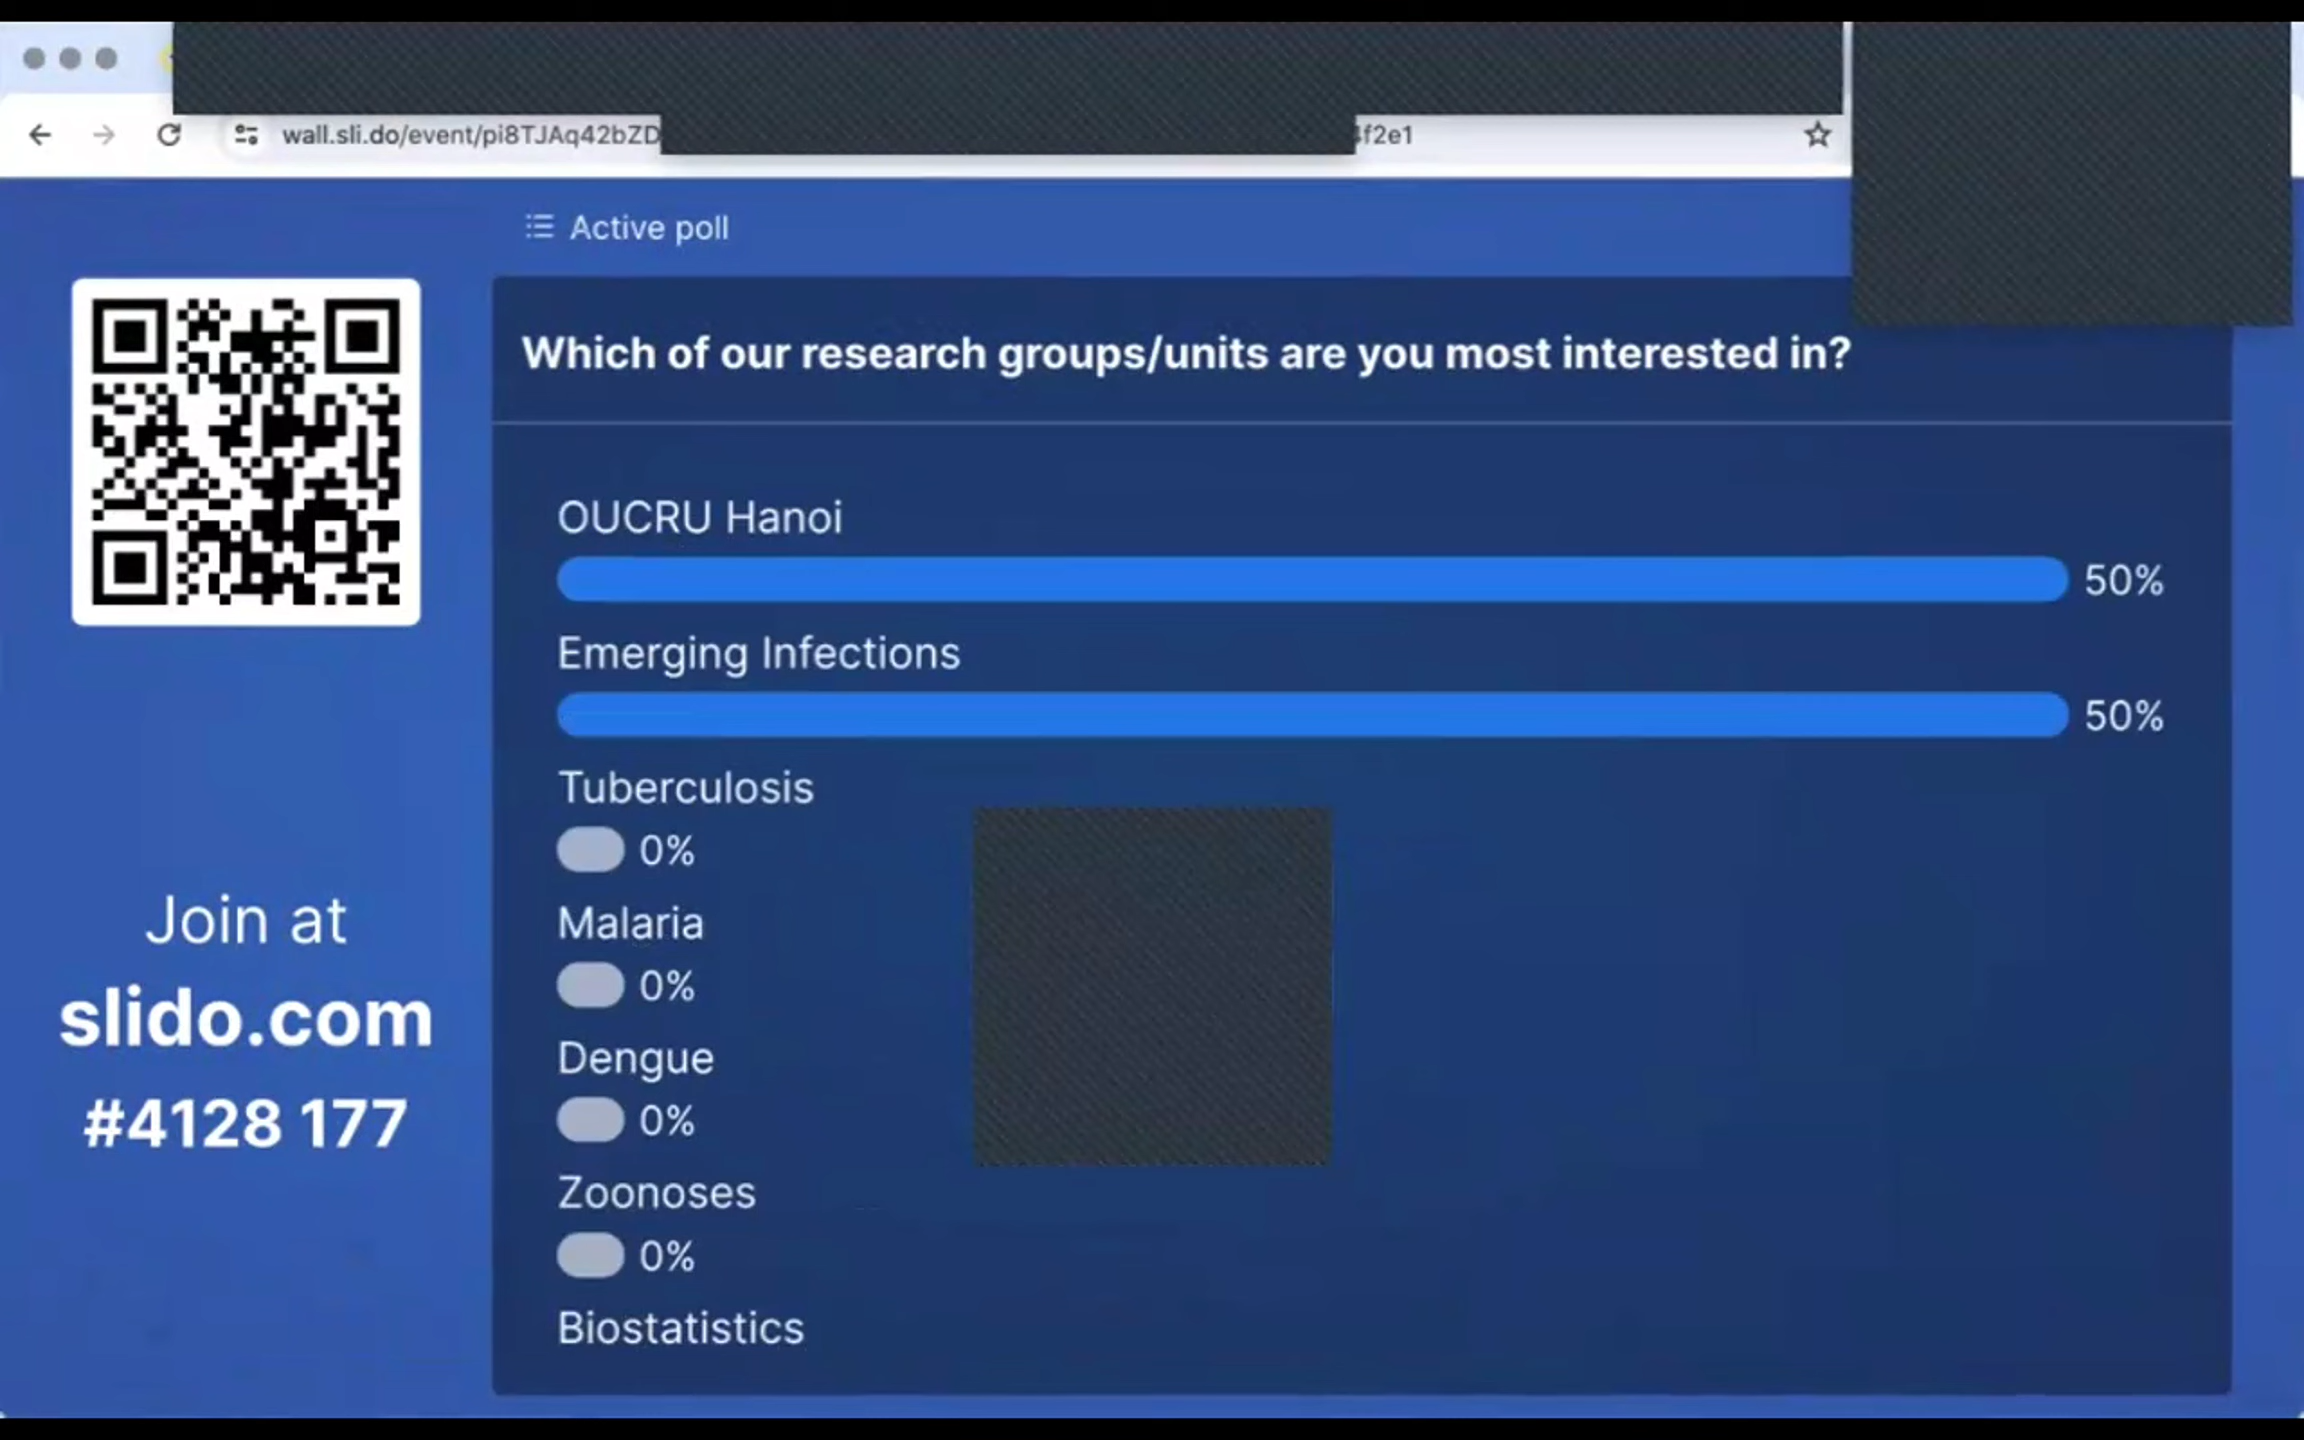 wall.sli.do/event/pi8TJAq42bZD
f2e1
Active poll
Which of our research groups/units are you most interested in?
OUCRU Hanoi
50%
Emerging Infections
50%
Tuberculosis
0%
Malaria
0%
Dengue
0%
Zoonoses
0%
Biostatistics
Join at
slido.com
#4128 177